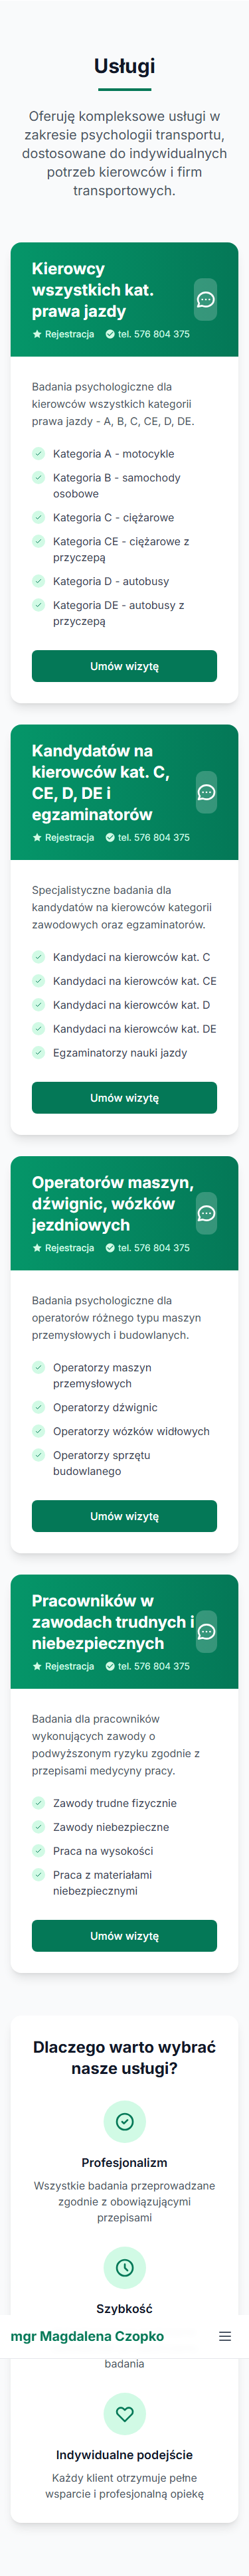 Usługi
Oferuję kompleksowe usługi w
zakresie psychologii transportu,
dostosowane do indywidualnych
potrzeb kierowców i firm
transportowych.
Kierowcy
wszystkich kat.
prawa jazdy
Rejestracja tel. 576 804 375
Badania psychologiczne dla
kierowców wszystkich kategorii
prawa jazdy - A, B, C, CE, D, DE.
Kategoria A - motocykle
Kategoria B - samochody
osobowe
Kategoria C - ciężarowe
Kategoria CE - ciężarowe z
przyczepą
Kategoria D - autobusy
Kategoria DE - autobusy z
przyczepą
Umów wizytę
Kandydatów na
kierowców kat. C,
CE, D, DE i
egzaminatorów
Rejestracja tel. 576 804 375
Specjalistyczne badania dla
kandydatów na kierowców kategorii
zawodowych oraz egzaminatorów.
Kandydaci na kierowców kat. C
Kandydaci na kierowców kat. CE
Kandydaci na kierowców kat. D
Kandydaci na kierowców kat. DE
Egzaminatorzy nauki jazdy
Umów wizytę
Operatorów maszyn,
dźwignic, wózków
jezdniowych
Rejestracja tel. 576 804 375
Badania psychologiczne dla
operatorów różnego typu maszyn
przemysłowych i budowlanych.
Operatorzy maszyn
przemysłowych
Operatorzy dźwignic
Operatorzy wózków widłowych
Operatorzy sprzętu
budowlanego
Umów wizytę
Pracowników w
zawodach trudnych i
niebezpiecznych
Rejestracja tel. 576 804 375
Badania dla pracowników
wykonujących zawody o
podwyższonym ryzyku zgodnie z
przepisami medycyny pracy.
Zawody trudne fizycznie
Zawody niebezpieczne
Praca na wysokości
Praca z materiałami
niebezpiecznymi
Umów wizytę
Dlaczego warto wybrać
nasze usługi?
Profesjonalizm
Wszystkie badania przeprowadzane
zgodnie z obowiązującymi
przepisami
Szybkość
mgr Magdalena Czopko
badania
Indywidualne podejście
Każdy klient otrzymuje pełne
wsparcie i profesjonalną opiekę